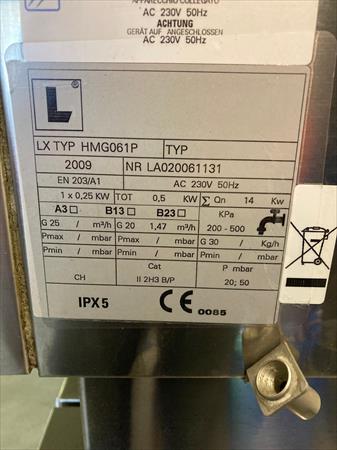 APPARECCHIO COLLEGATO
AC 230V 50Hz
ACHTUNG
GERÄT AUF ANGESCHLOSSEN
AC 230V 50Hz
L
LX TYP HMG061P TYP
2009 NR LA020061131
EN 203/A1 AC 230V 50Hz
1 x 0,25 KW TOT 0,5 KW Σ Qn 14 Kw
A3 □ B13 □ B23 □ KPa
G 25 / m³/h G 20 1,47 m³/h 200 - 500
Pmax / mbar Pmax / mbar G 30 / Kg/h
Pmin / mbar Pmin / mbar Pmin / mbar
Cat P mbar
CH II 2H3 B/P 20; 50
IPX5 CE 0085